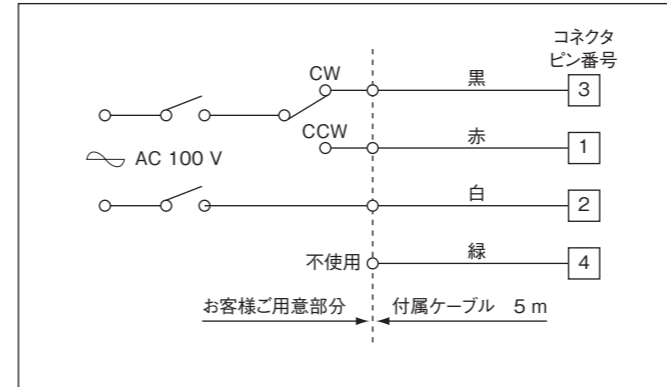 コネクタ
ピン番号
CW
黒
3
CCW
赤
1
AC 100 V
白
2
不使用
緑
4
お客様ご用意部分
付属ケーブル 5 m